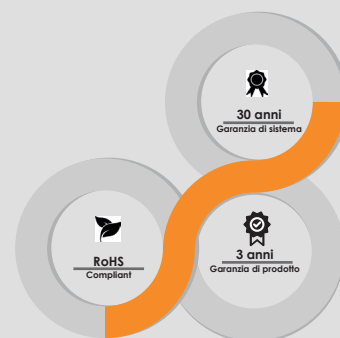 30 anni
Garanzia di sistema
RoHS
Compliant
3 anni
Garanzia di prodotto